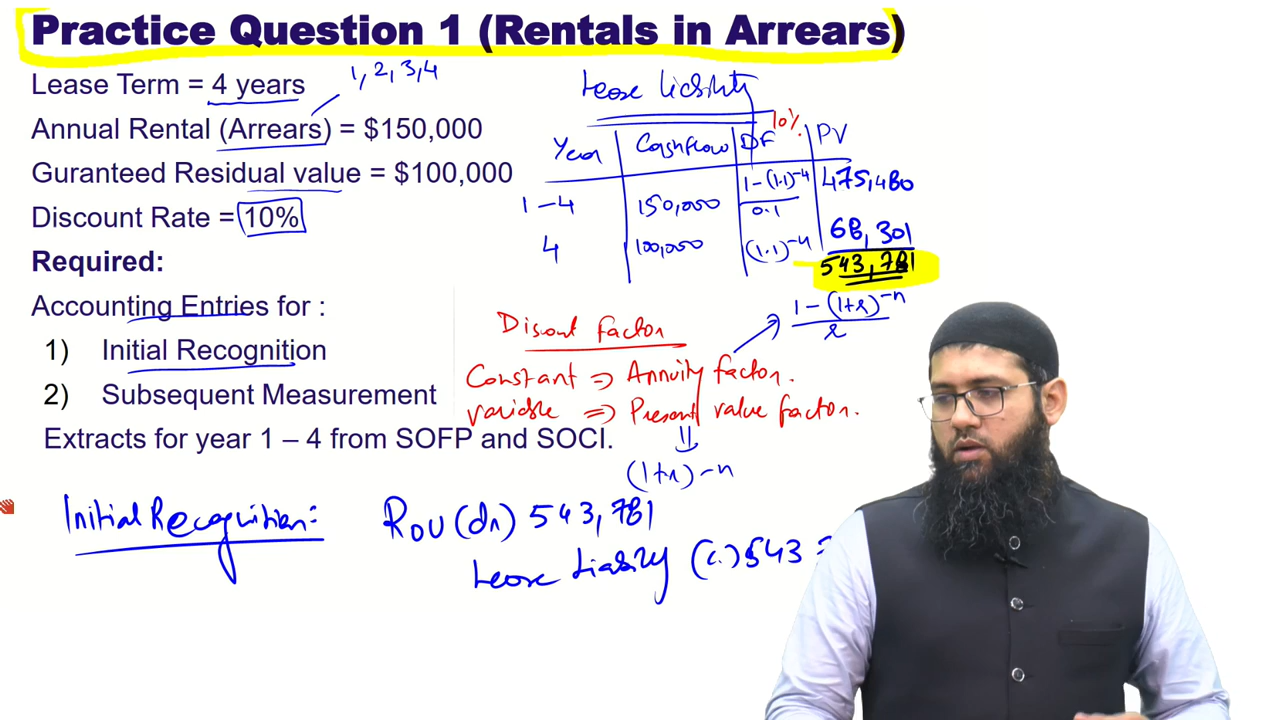 Practice Question 1 (Rentals in Arrears)
Lease Term = 4 years
1, 2, 3, 4
Annual Rental (Arrears) = $150,000
Guranteed Residual value = $100,000
Discount Rate = 10%
Required:
Accounting Entries for :
1) Initial Recognition
2) Subsequent Measurement
Extracts for year 1 – 4 from SOFP and SOCI.
Lease liability
Year Cashflow DF 10% PV
1-4 150,000 1-(1.1)-4 / 0.1 475,480
4 100,000 (1.1)-4 68,301
543,781
1-(1+r)-n / r
Discount factor
Constant => Annuity factor.
Variable => Present value factor.
(1+r)-n
Initial Recognition:
ROU (dr) 543,781
Lease Liability (cr) 543